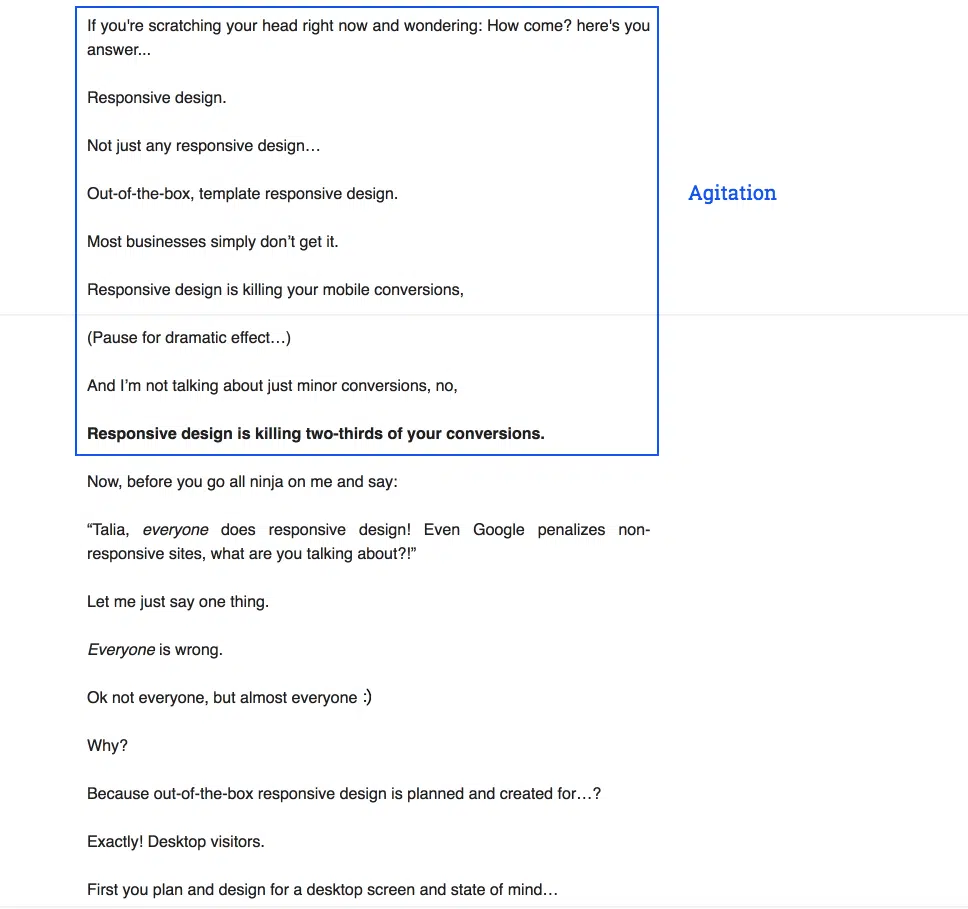 If you're scratching your head right now and wondering: How come? here's you
answer...
Responsive design.
Not just any responsive design…
Out-of-the-box, template responsive design.
Agitation
Most businesses simply don’t get it.
Responsive design is killing your mobile conversions,
(Pause for dramatic effect…)
And I’m not talking about just minor conversions, no,
Responsive design is killing two-thirds of your conversions.
Now, before you go all ninja on me and say:
“Talia, everyone does responsive design! Even Google penalizes non-
responsive sites, what are you talking about?!”
Let me just say one thing.
Everyone is wrong.
Ok not everyone, but almost everyone :)
Why?
Because out-of-the-box responsive design is planned and created for…?
Exactly! Desktop visitors.
First you plan and design for a desktop screen and state of mind…